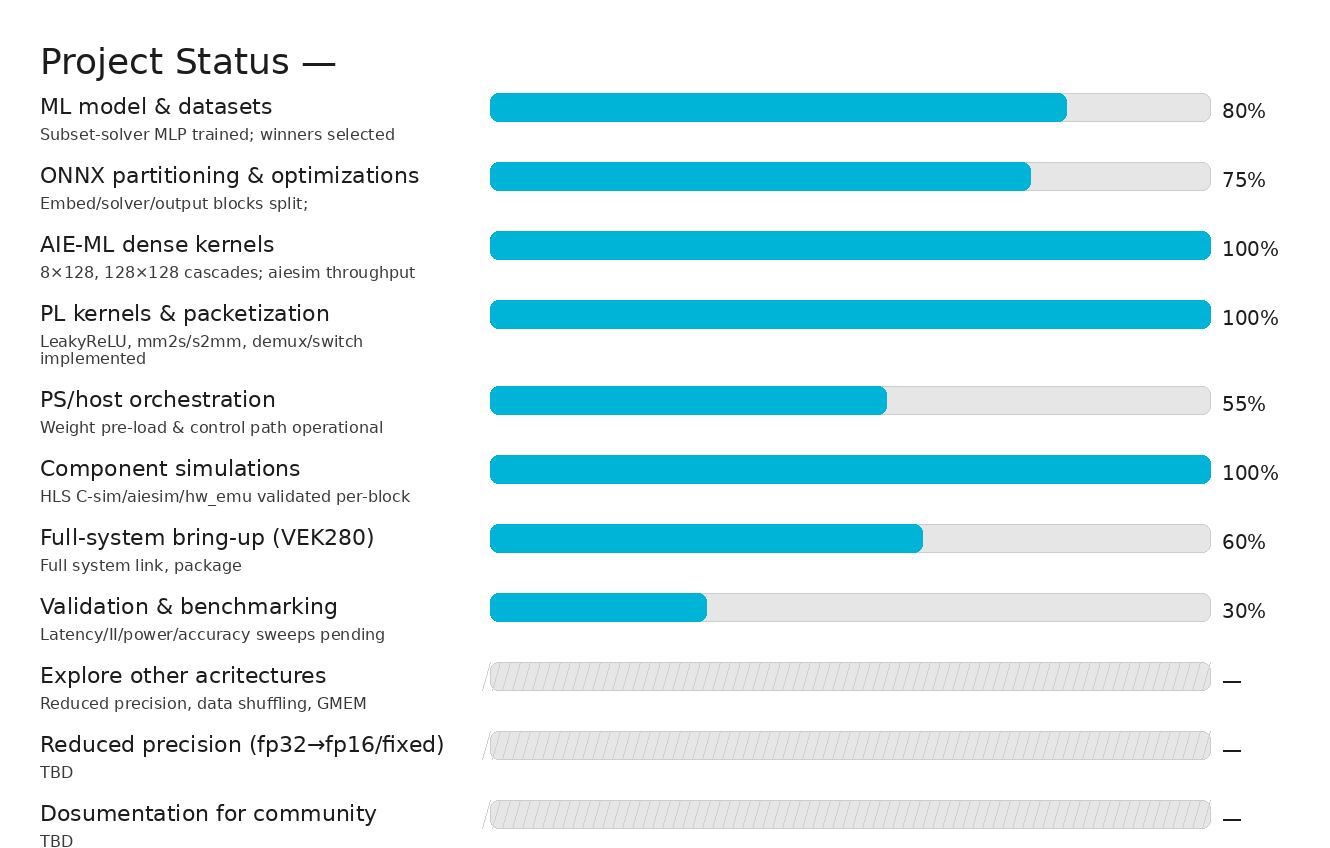 Project Status —
ML model & datasets
80%
Subset-solver MLP trained; winners selected
ONNX partitioning & optimizations
75%
Embed/solver/output blocks split;
AIE-ML dense kernels
100%
8×128, 128×128 cascades; aiesim throughput
PL kernels & packetization
100%
LeakyReLU, mm2s/s2mm, demux/switch
implemented
PS/host orchestration
55%
Weight pre-load & control path operational
Component simulations
100%
HLS C-sim/aiesim/hw_emu validated per-block
Full-system bring-up (VEK280)
60%
Full system link, package
Validation & benchmarking
30%
Latency/II/power/accuracy sweeps pending
Explore other acritectures
—
Reduced precision, data shuffling, GMEM
Reduced precision (fp32→fp16/fixed)
—
TBD
Dosumentation for community
—
TBD